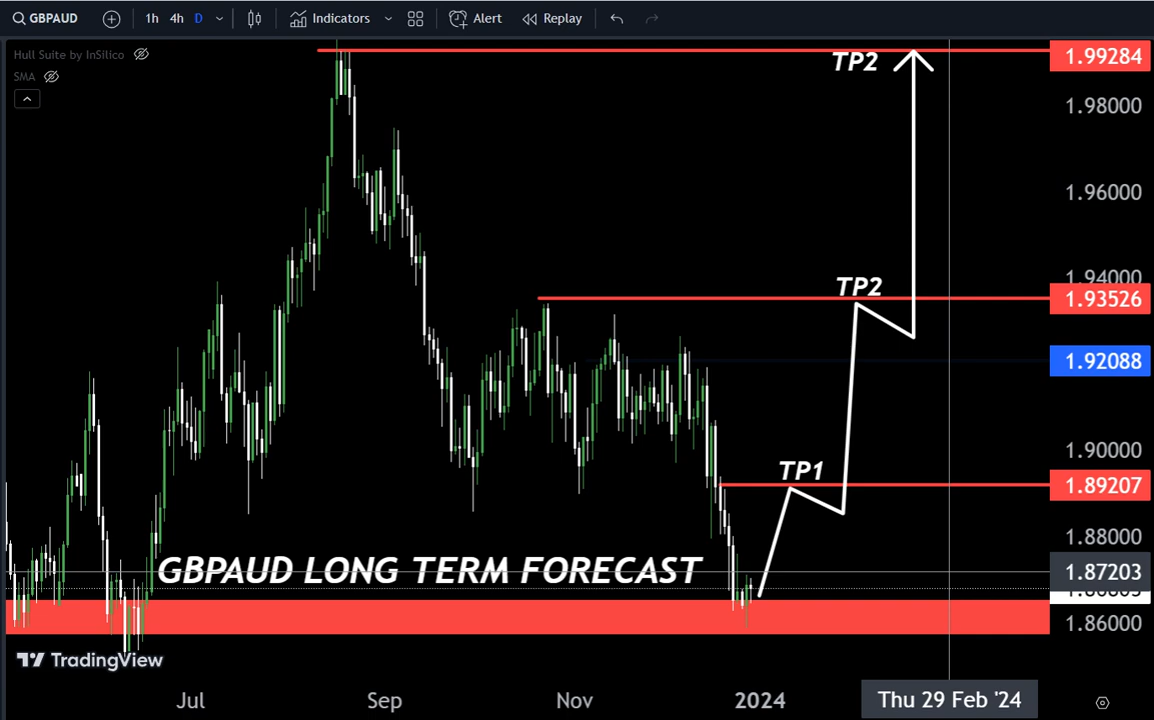 GBPAUD 1h 4h D Indicators Alert Replay
Hull Suite by InSilico
SMA
TP2
1.99284
1.98000
1.96000
TP2
1.94000
1.93526
1.92088
1.90000
TP1
1.89207
1.88000
GBPAUD LONG TERM FORECAST
1.87203
1.86000
TradingView
Jul Sep Nov 2024 Thu 29 Feb '24